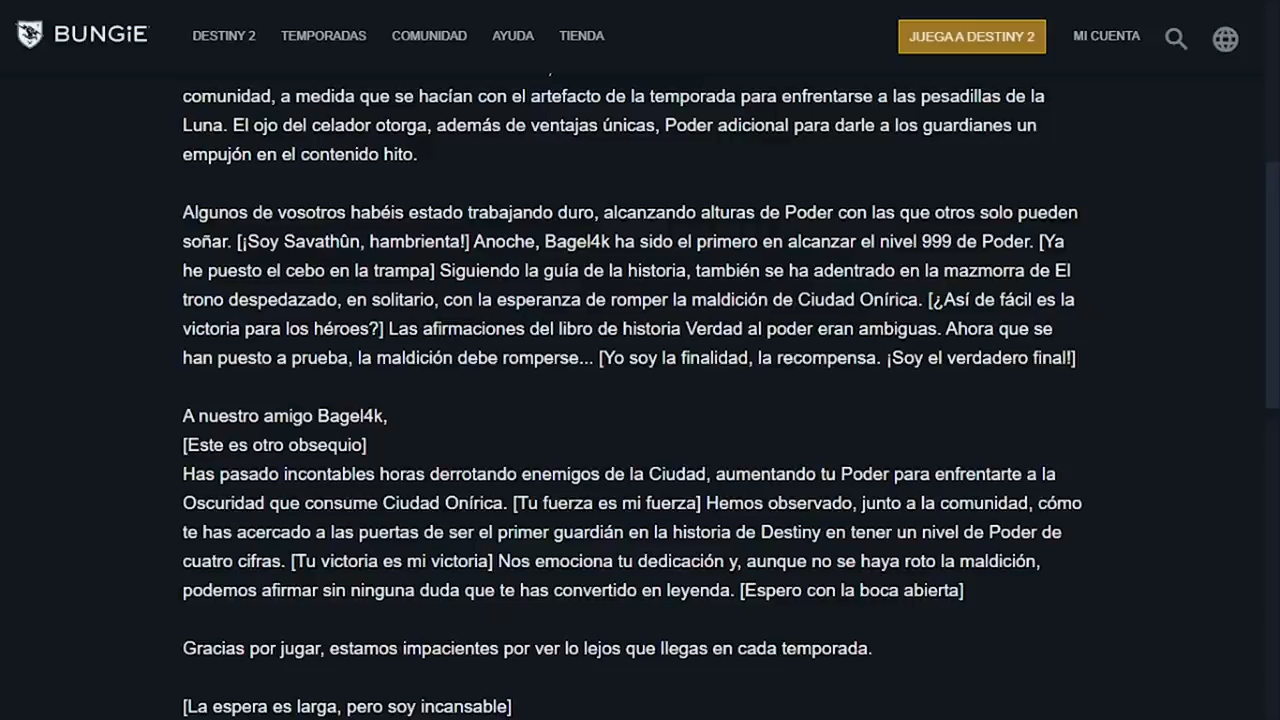 BUNGiE
DESTINY 2 TEMPORADAS COMUNIDAD AYUDA TIENDA JUEGA A DESTINY 2 MI CUENTA
comunidad, a medida que se hacían con el artefacto de la temporada para enfrentarse a las pesadillas de la
Luna. El ojo del celador otorga, además de ventajas únicas, Poder adicional para darle a los guardianes un
empujón en el contenido hito.
Algunos de vosotros habéis estado trabajando duro, alcanzando alturas de Poder con las que otros solo pueden
soñar. [¡Soy Savathûn, hambrienta!] Anoche, Bagel4k ha sido el primero en alcanzar el nivel 999 de Poder. [Ya
he puesto el cebo en la trampa] Siguiendo la guía de la historia, también se ha adentrado en la mazmorra de El
trono despedazado, en solitario, con la esperanza de romper la maldición de Ciudad Onírica. [¿Así de fácil es la
victoria para los héroes?] Las afirmaciones del libro de historia Verdad al poder eran ambiguas. Ahora que se
han puesto a prueba, la maldición debe romperse... [Yo soy la finalidad, la recompensa. ¡Soy el verdadero final!]
A nuestro amigo Bagel4k,
[Este es otro obsequio]
Has pasado incontables horas derrotando enemigos de la Ciudad, aumentando tu Poder para enfrentarte a la
Oscuridad que consume Ciudad Onírica. [Tu fuerza es mi fuerza] Hemos observado, junto a la comunidad, cómo
te has acercado a las puertas de ser el primer guardián en la historia de Destiny en tener un nivel de Poder de
cuatro cifras. [Tu victoria es mi victoria] Nos emociona tu dedicación y, aunque no se haya roto la maldición,
podemos afirmar sin ninguna duda que te has convertido en leyenda. [Espero con la boca abierta]
Gracias por jugar, estamos impacientes por ver lo lejos que llegas en cada temporada.
[La espera es larga, pero soy incansable]